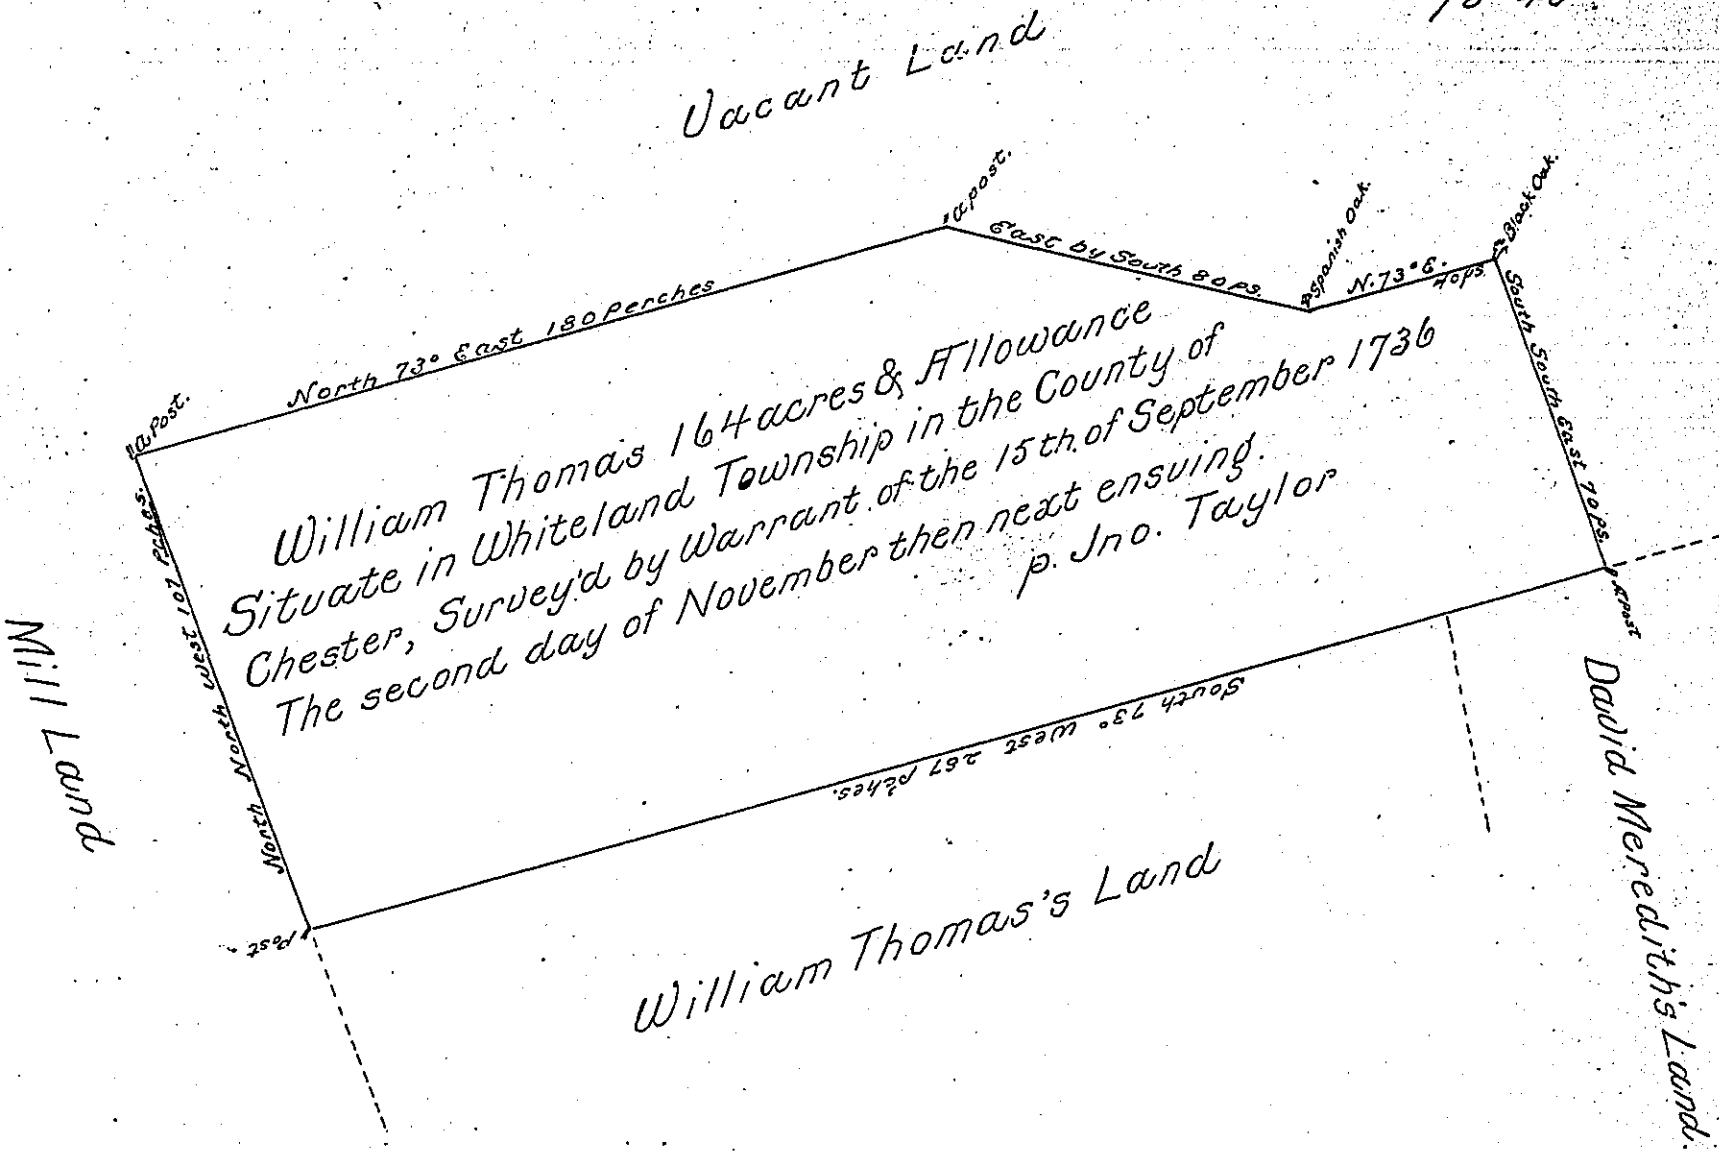 Vacant Land
a post.
East by South 80 ps.
Spanish Oak.
N. 73° E.
40 ps.
Black Oak.
North 73° East 180 Perches
a Post.
South South East 70 Ps.
William Thomas 164 acres & Allowance
Situate in Whiteland Township in the County of
Chester, Survey'd by Warrant of the 15th. of September 1736
The second day of November then next ensuing.
p. Jno. Taylor
North North West 107 Pches.
Mill Land
a Post
South 73° West 287 pches.
Post
David Meredith's Land.
William Thomas's Land